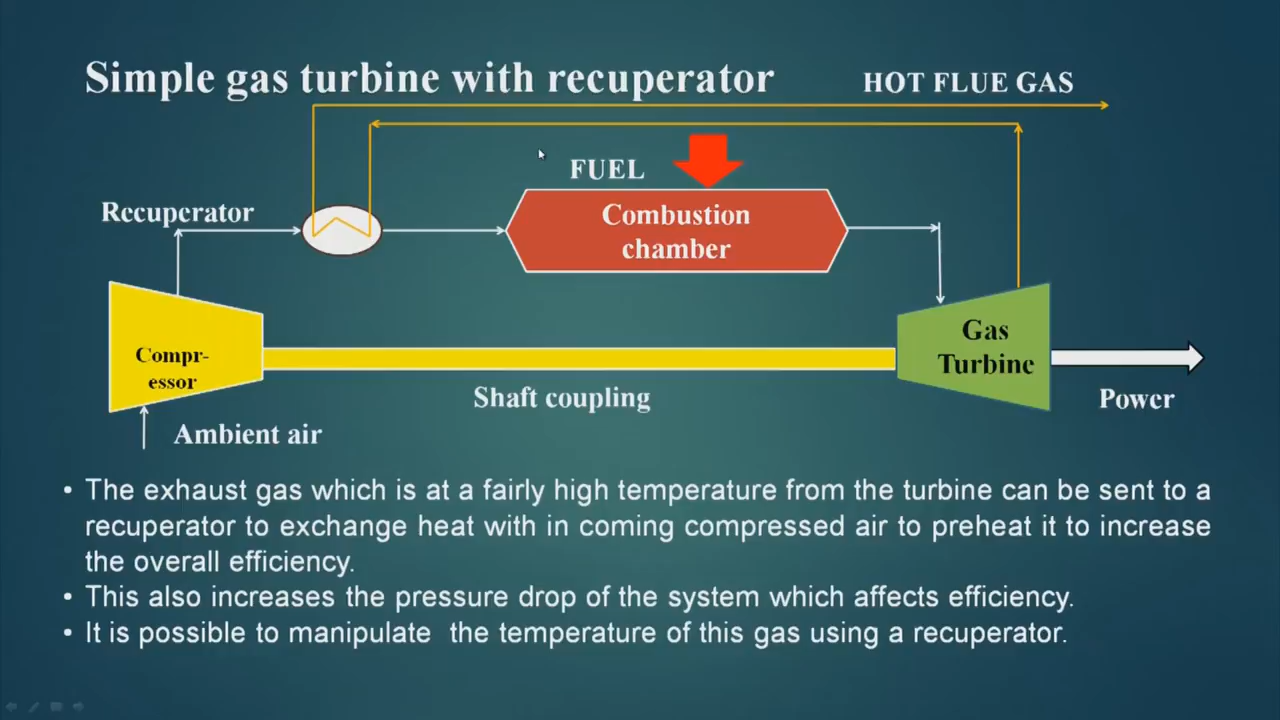 Simple gas turbine with recuperator
HOT FLUE GAS
FUEL
Recuperator
Combustion
chamber
Compr-
essor
Gas
Turbine
Shaft coupling
Power
Ambient air
• The exhaust gas which is at a fairly high temperature from the turbine can be sent to a
recuperator to exchange heat with in coming compressed air to preheat it to increase
the overall efficiency.
• This also increases the pressure drop of the system which affects efficiency.
• It is possible to manipulate the temperature of this gas using a recuperator.